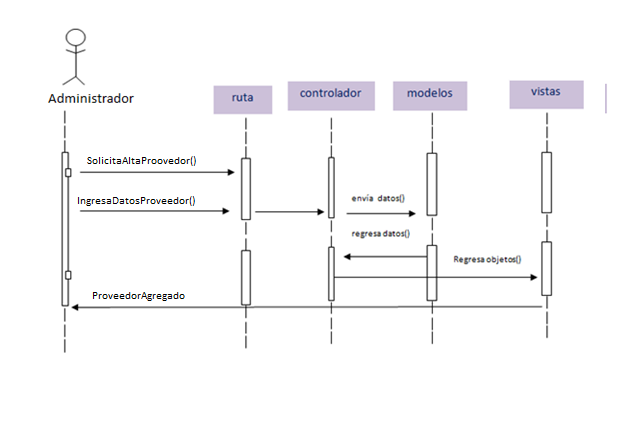 Administrador
ruta
controlador
modelos
vistas
SolicitaAltaProovedor()
IngresaDatosProveedor()
envía datos()
regresa datos()
Regresa objetos()
ProveedorAgregado